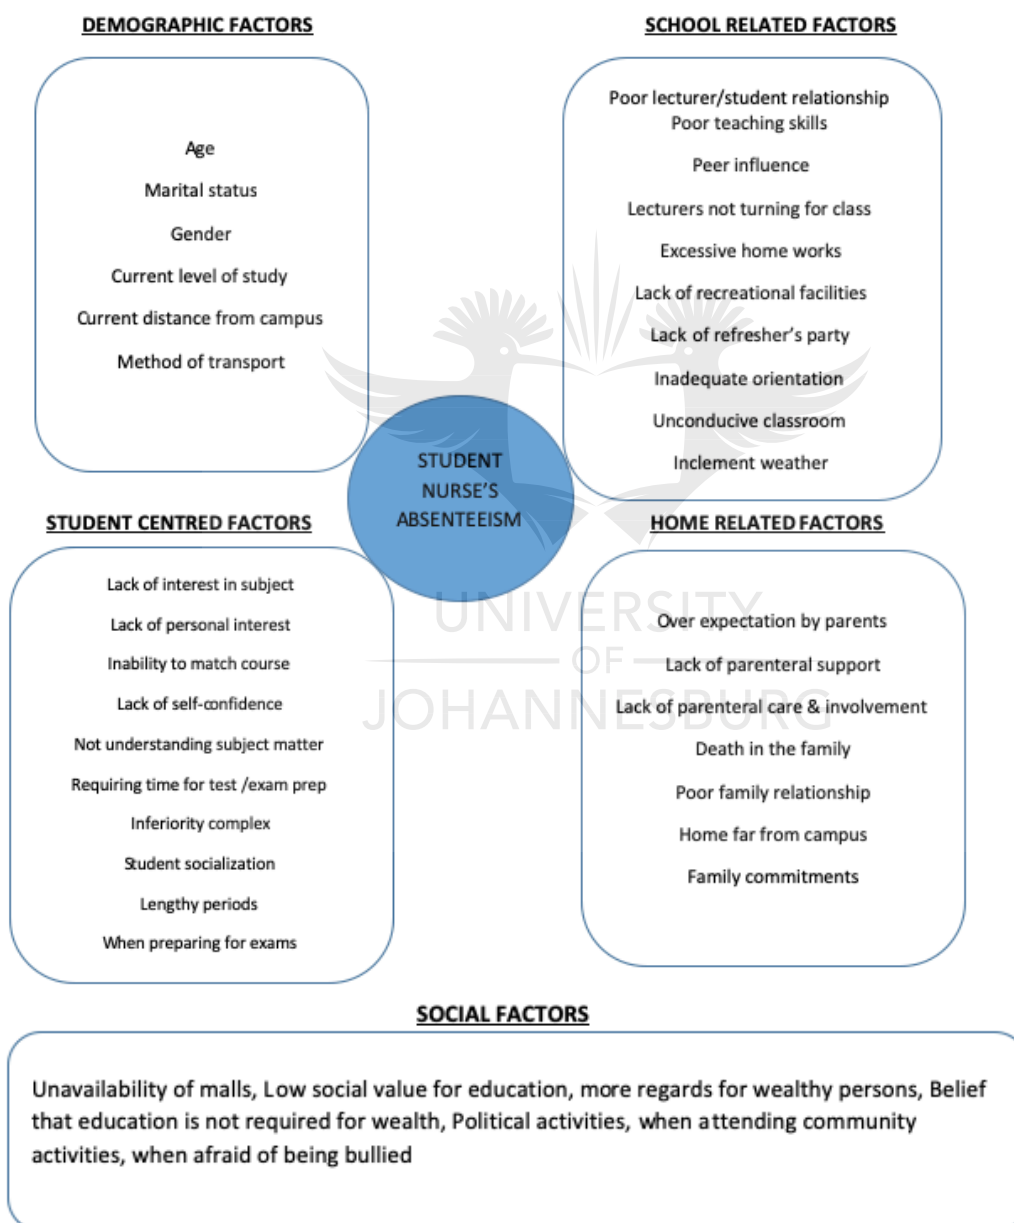 DEMOGRAPHIC FACTORS
Age
Marital status
Gender
Current level of study
Current distance from campus
Method of transport
SCHOOL RELATED FACTORS
Poor lecturer/student relationship
Poor teaching skills
Peer influence
Lecturers not turning for class
Excessive home works
Lack of recreational facilities
Lack of refresher's party
Inadequate orientation
Unconducive classroom
Inclement weather
STUDENT
NURSE'S
ABSENTEEISM
STUDENT CENTRED FACTORS
Lack of interest in subject
Lack of personal interest
Inability to match course
Lack of self-confidence
Not understanding subject matter
Requiring time for test /exam prep
Inferiority complex
Student socialization
Lengthy periods
When preparing for exams
HOME RELATED FACTORS
Over expectation by parents
Lack of parenteral support
Lack of parenteral care & involvement
Death in the family
Poor family relationship
Home far from campus
Family commitments
UNIVERSITY
OF
JOHANNESBURG
SOCIAL FACTORS
Unavailability of malls, Low social value for education, more regards for wealthy persons, Belief
that education is not required for wealth, Political activities, when attending community
activities, when afraid of being bullied